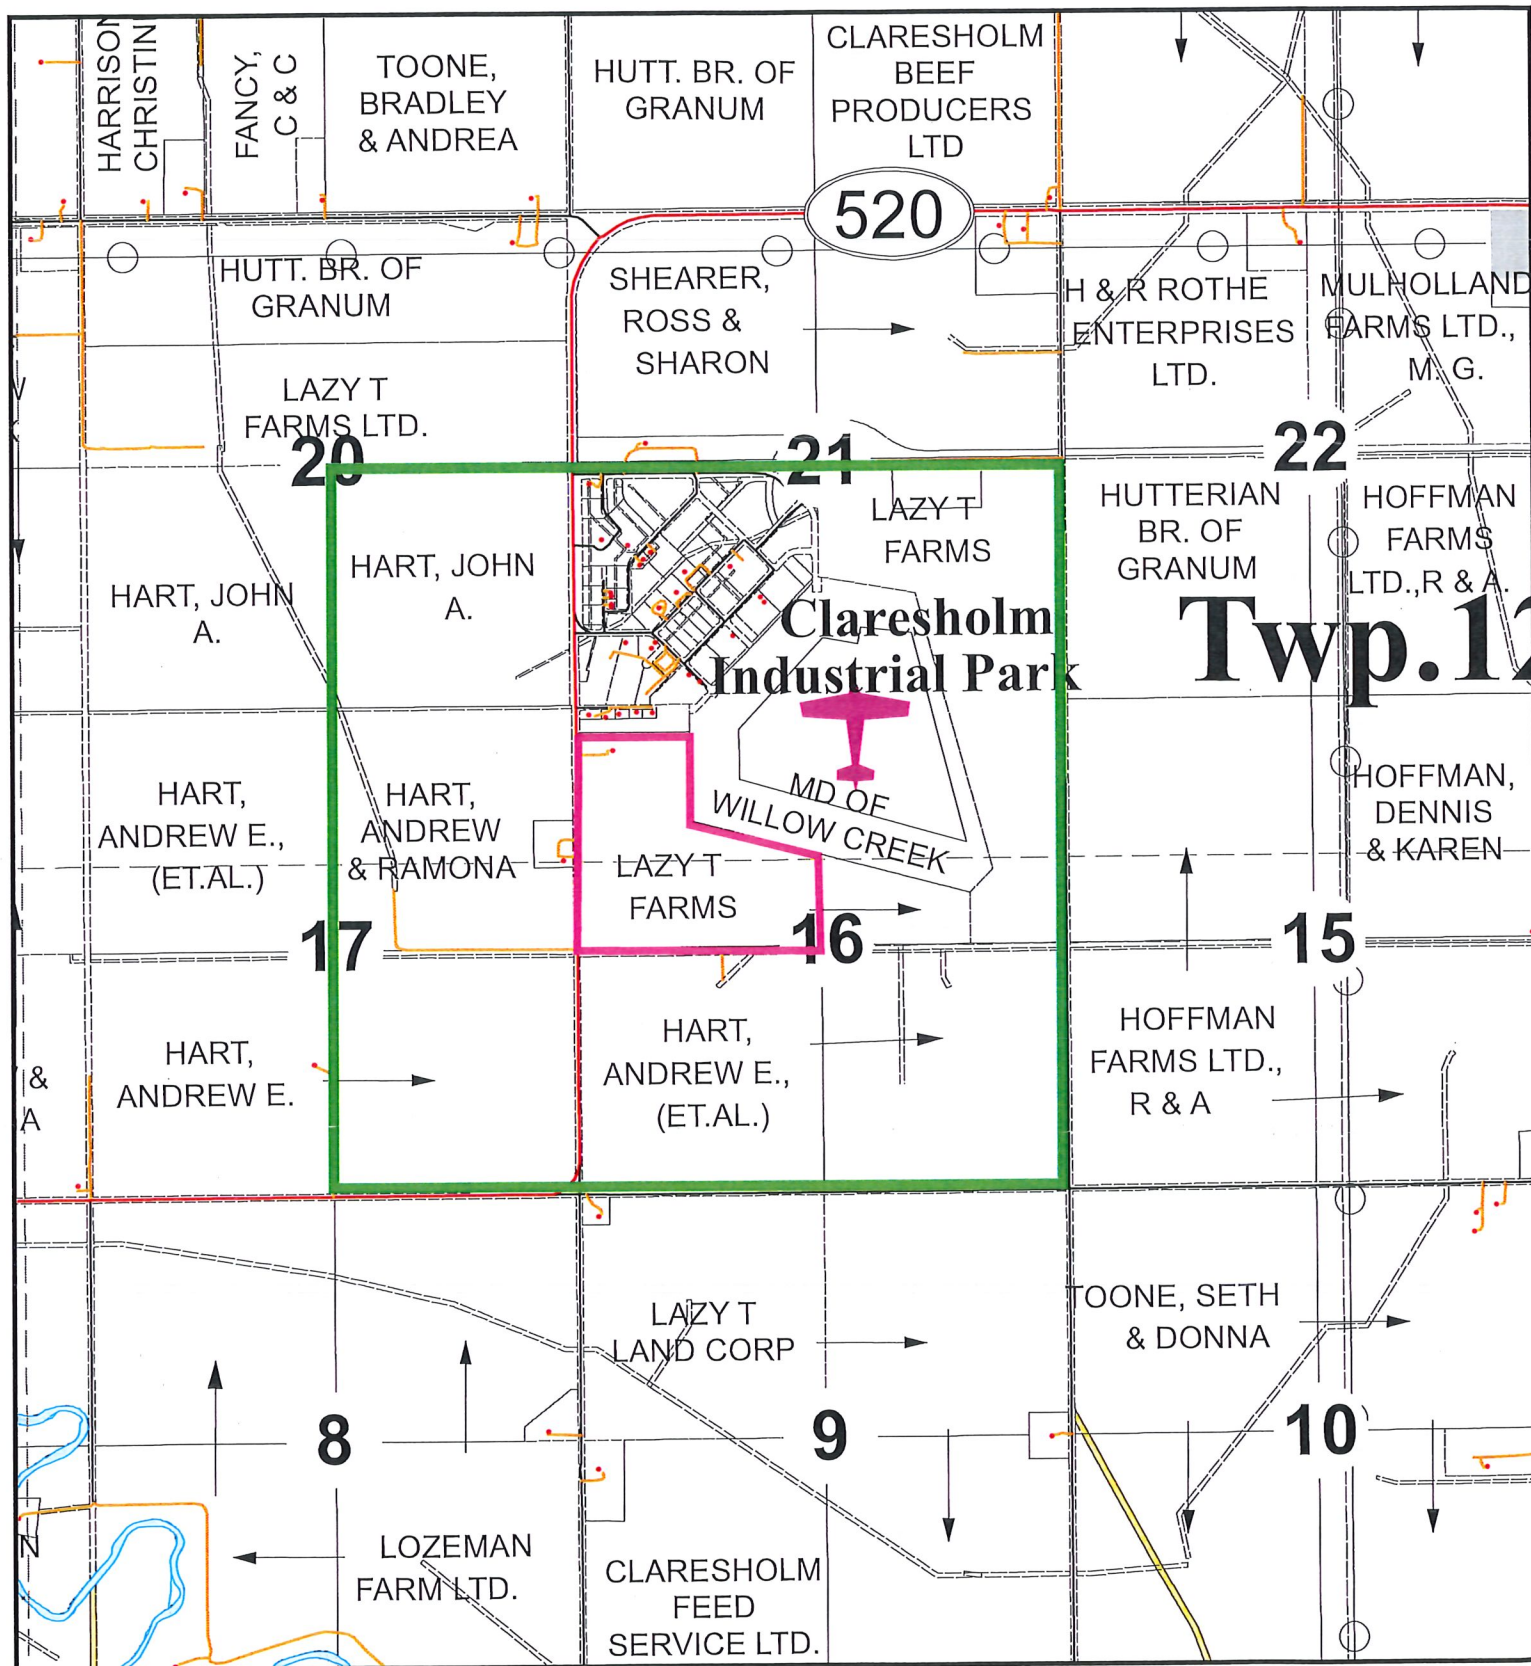 HARRISON
CHRISTIN
FANCY,
C & C
TOONE,
BRADLEY
& ANDREA
HUTT. BR. OF
GRANUM
CLARESHOLM
BEEF
PRODUCERS
LTD
520
HUTT. BR. OF
GRANUM
SHEARER,
ROSS &
SHARON
H & R ROTHE
ENTERPRISES
LTD.
MULHOLLAND
FARMS LTD.,
M. G.
LAZY T
FARMS LTD.
20
21
22
HART, JOHN
A.
HART, JOHN
A.
LAZY T
FARMS
HUTTERIAN
BR. OF
GRANUM
HOFFMAN
FARMS
LTD.,R & A.
Claresholm
Industrial Park
Twp.12
HART,
ANDREW E.,
(ET.AL.)
HART,
ANDREW
& RAMONA
MD OF
WILLOW CREEK
LAZY T
FARMS
HOFFMAN,
DENNIS
& KAREN
17
16
15
&
A
HART,
ANDREW E.
HART,
ANDREW E.,
(ET.AL.)
HOFFMAN
FARMS LTD.,
R & A
LAZY T
LAND CORP
TOONE, SETH
& DONNA
8
9
10
N
LOZEMAN
FARM LTD.
CLARESHOLM
FEED
SERVICE LTD.